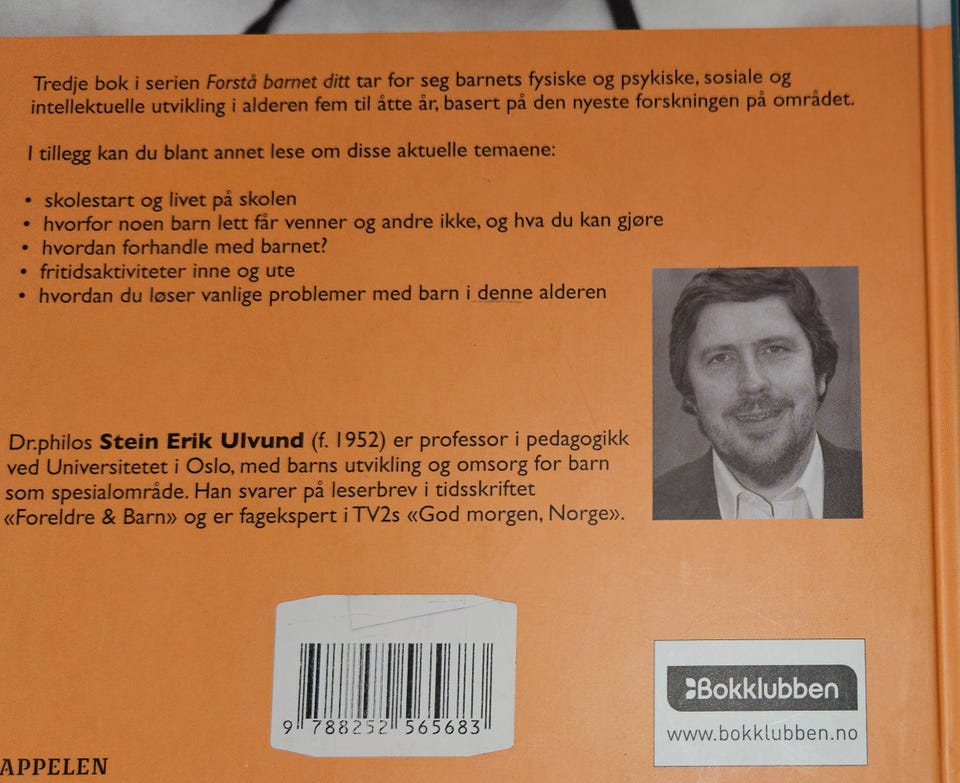 Tredje bok i serien Forstå barnet ditt tar for seg barnets fysiske og psykiske, sosiale og
intellektuelle utvikling i alderen fem til åtte år, basert på den nyeste forskningen på området.
I tillegg kan du blant annet lese om disse aktuelle temaene:
• skolestart og livet på skolen
• hvorfor noen barn lett får venner og andre ikke, og hva du kan gjøre
• hvordan forhandle med barnet?
• fritidsaktiviteter inne og ute
• hvordan du løser vanlige problemer med barn i denne alderen
Dr.philos Stein Erik Ulvund (f. 1952) er professor i pedagogikk
ved Universitetet i Oslo, med barns utvikling og omsorg for barn
som spesialområde. Han svarer på leserbrev i tidsskriftet
«Foreldre & Barn» og er fagekspert i TV2s «God morgen, Norge».
9 788252 565683
Bokklubben
www.bokklubben.no
APPELEN